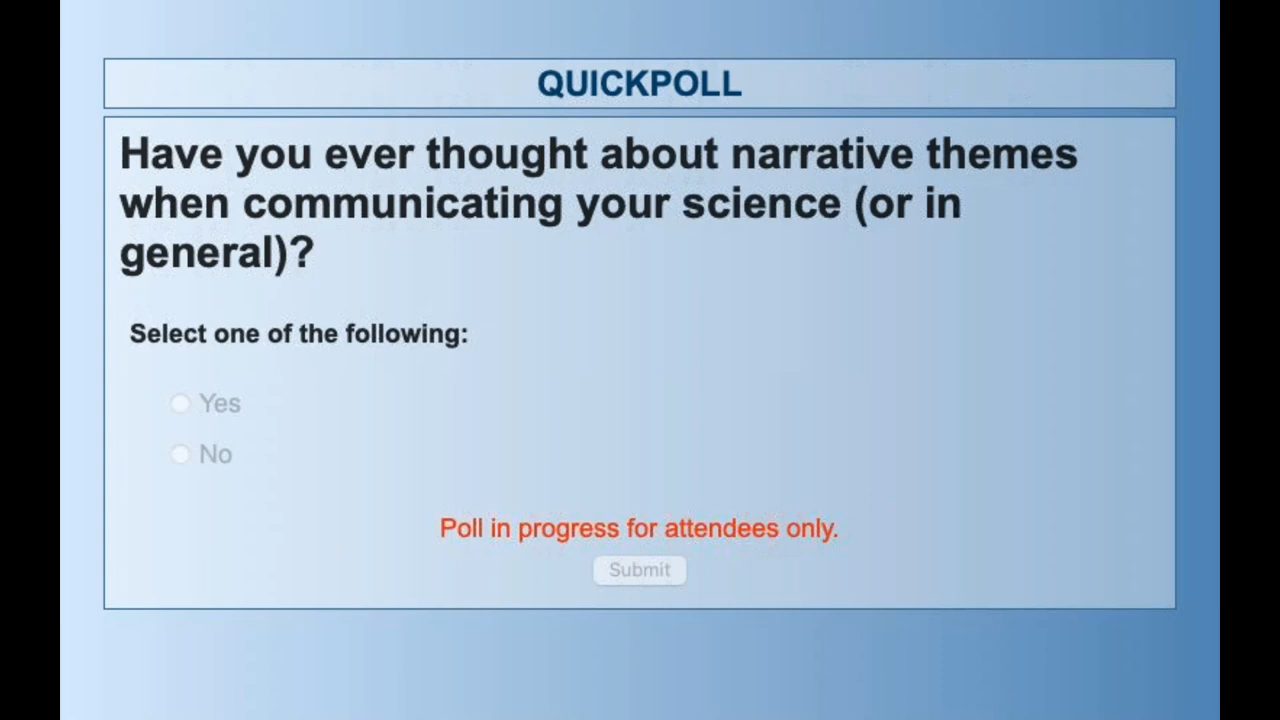 QUICKPOLL
Have you ever thought about narrative themes
when communicating your science (or in
general)?
Select one of the following:
Yes
No
Poll in progress for attendees only.
Submit